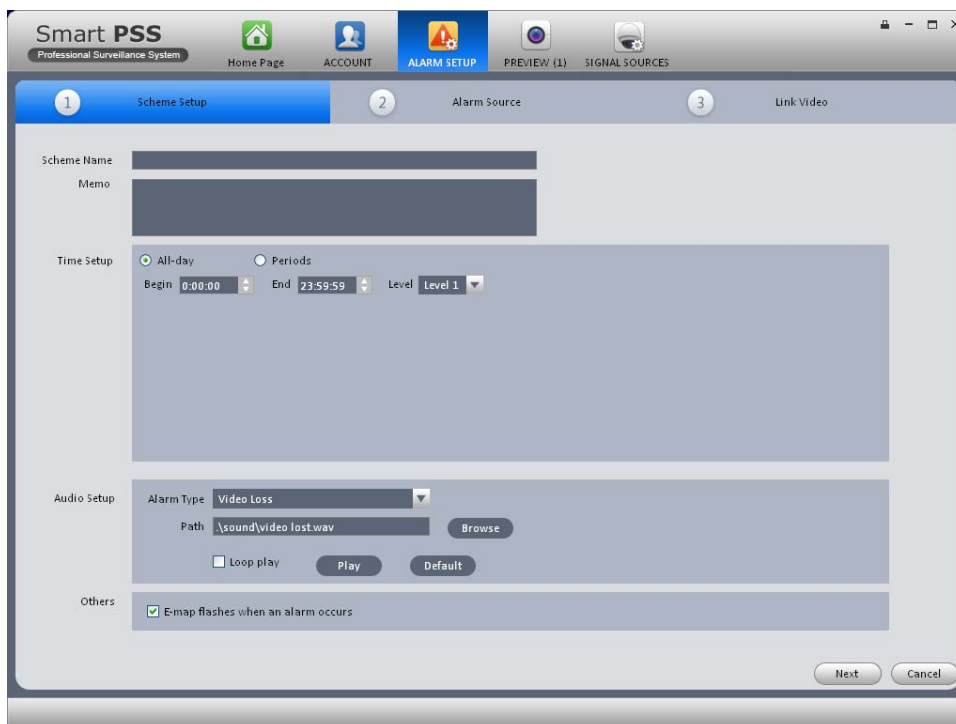 Smart PSS
Professional Surveillance System
Home Page
ACCOUNT
ALARM SETUP
PREVIEW (1)
SIGNAL SOURCES
1 Scheme Setup
2 Alarm Source
3 Link Video
Scheme Name
Memo
Time Setup
All-day Periods
Begin 0:00:00 End 23:59:59 Level Level 1
Audio Setup
Alarm Type Video Loss
Path .\sound\video lost.wav Browse
Loop play Play Default
Others
E-map flashes when an alarm occurs
Next Cancel